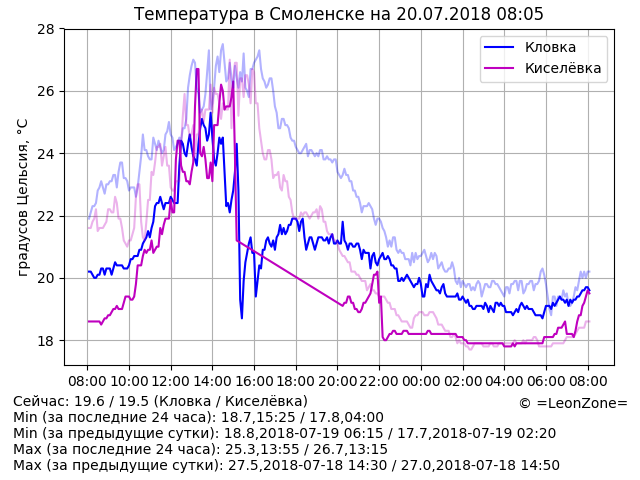 Температура в Смоленске на 20.07.2018 08:05
градусов Цельсия, °C
28
26
24
22
20
18
Кловка
Киселёвка
08:00 10:00 12:00 14:00 16:00 18:00 20:00 22:00 00:00 02:00 04:00 06:00 08:00
Сейчас: 19.6 / 19.5 (Кловка / Киселёвка)
© =LeonZone=
Min (за последние 24 часа): 18.7,15:25 / 17.8,04:00
Min (за предыдущие сутки): 18.8,2018-07-19 06:15 / 17.7,2018-07-19 02:20
Max (за последние 24 часа): 25.3,13:55 / 26.7,13:15
Max (за предыдущие сутки): 27.5,2018-07-18 14:30 / 27.0,2018-07-18 14:50